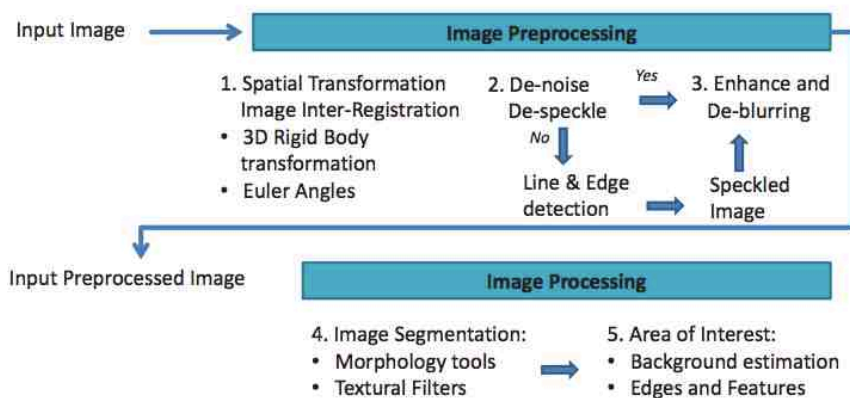 Input Image
Image Preprocessing
1. Spatial Transformation
Image Inter-Registration
• 3D Rigid Body
transformation
• Euler Angles
2. De-noise
De-speckle
Yes
No
3. Enhance and
De-blurring
Line & Edge
detection
Speckled
Image
Input Preprocessed Image
Image Processing
4. Image Segmentation:
• Morphology tools
• Textural Filters
5. Area of Interest:
• Background estimation
• Edges and Features